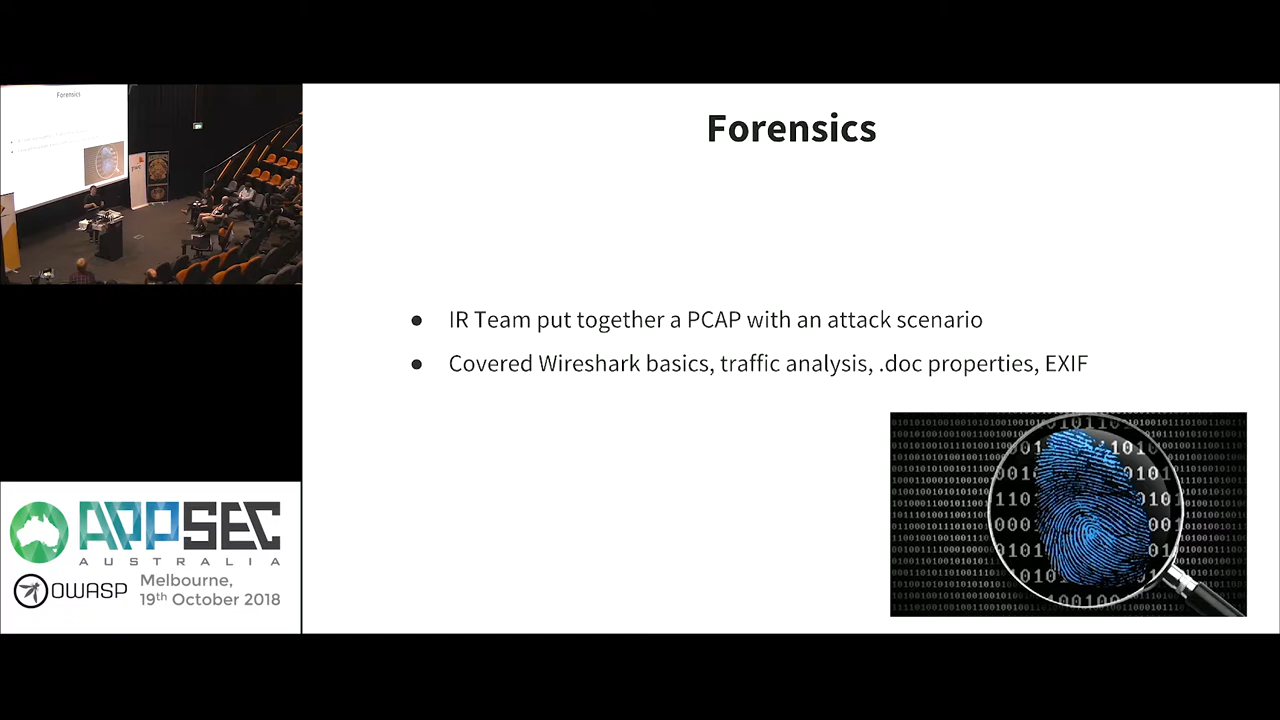 Forensics
● IR Team put together a PCAP with an attack scenario
● Covered Wireshark basics, traffic analysis, .doc properties, EXIF
Forensics
pwc
APPSEC
AUSTRALIA
OWASP
Melbourne,
19th October 2018